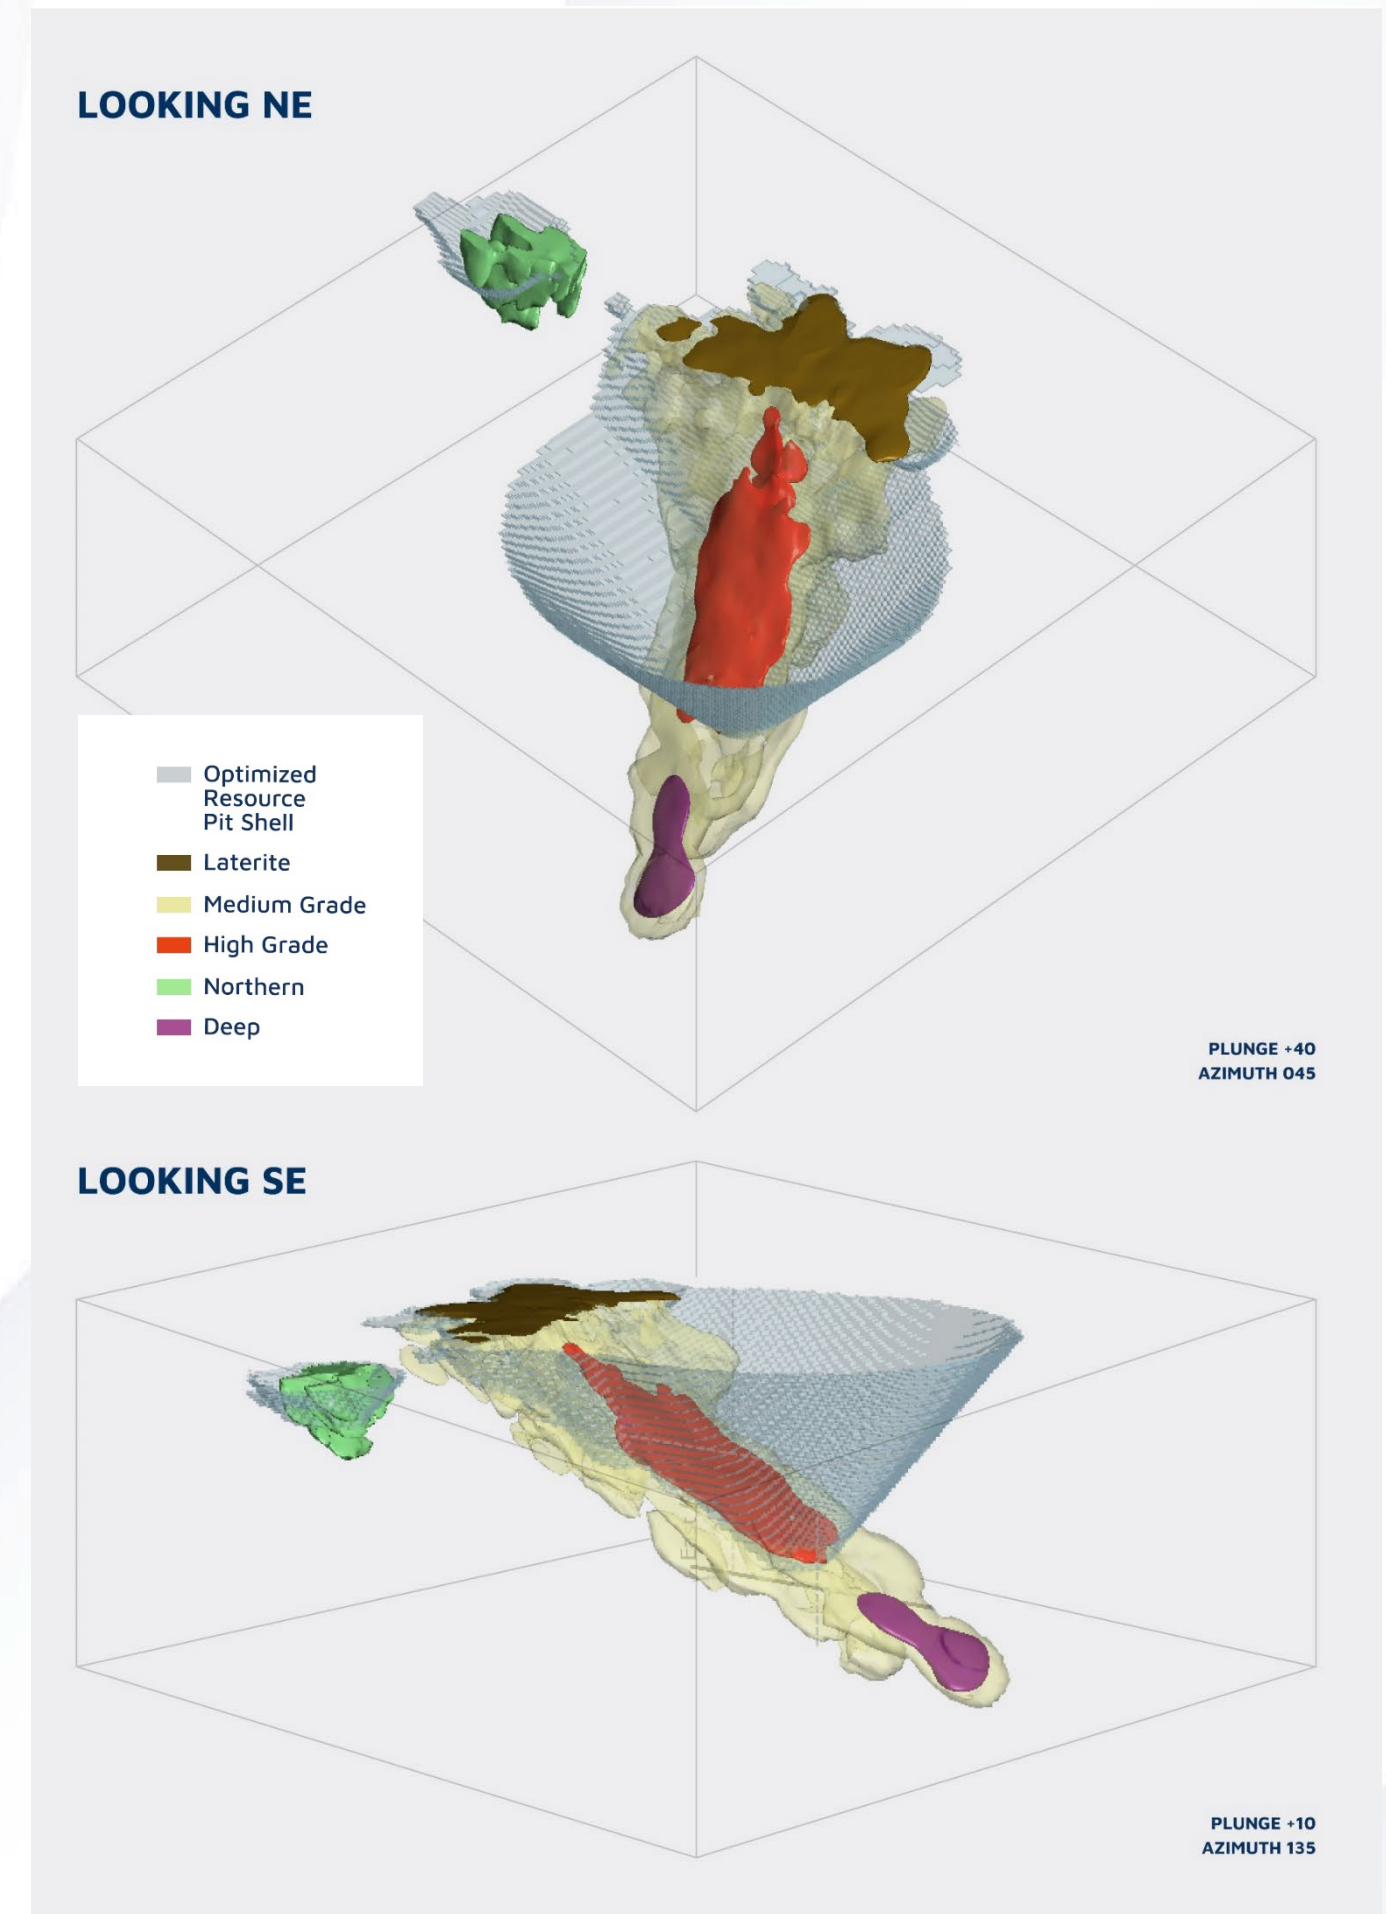 LOOKING NE
Optimized
Resource
Pit Shell
Laterite
Medium Grade
High Grade
Northern
Deep
PLUNGE +40
AZIMUTH 045
LOOKING SE
East
PLUNGE +10
AZIMUTH 135